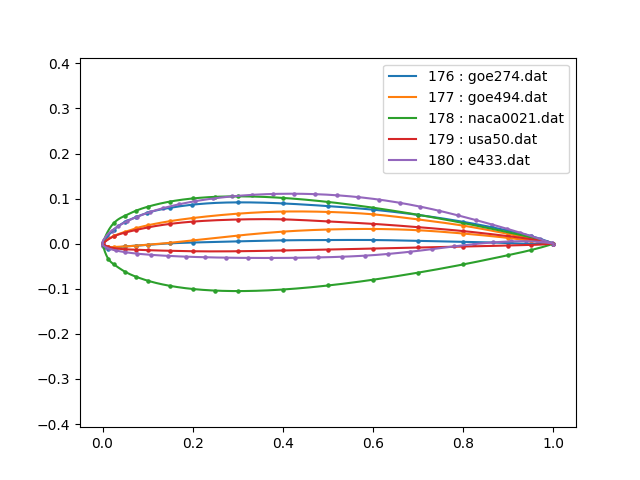 0.4
0.3
0.2
0.1
0.0
−0.1
−0.2
−0.3
−0.4
0.0 0.2 0.4 0.6 0.8 1.0
176 : goe274.dat
177 : goe494.dat
178 : naca0021.dat
179 : usa50.dat
180 : e433.dat